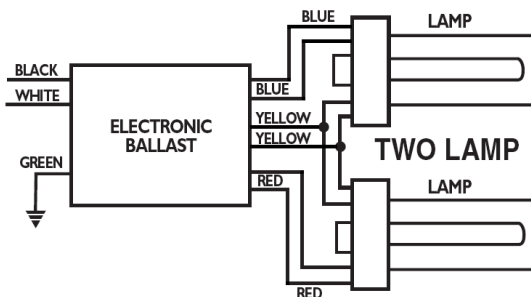 BLUE
LAMP
BLACK
BLUE
WHITE
YELLOW
ELECTRONIC
BALLAST
YELLOW
TWO LAMP
GREEN
RED
LAMP
RED